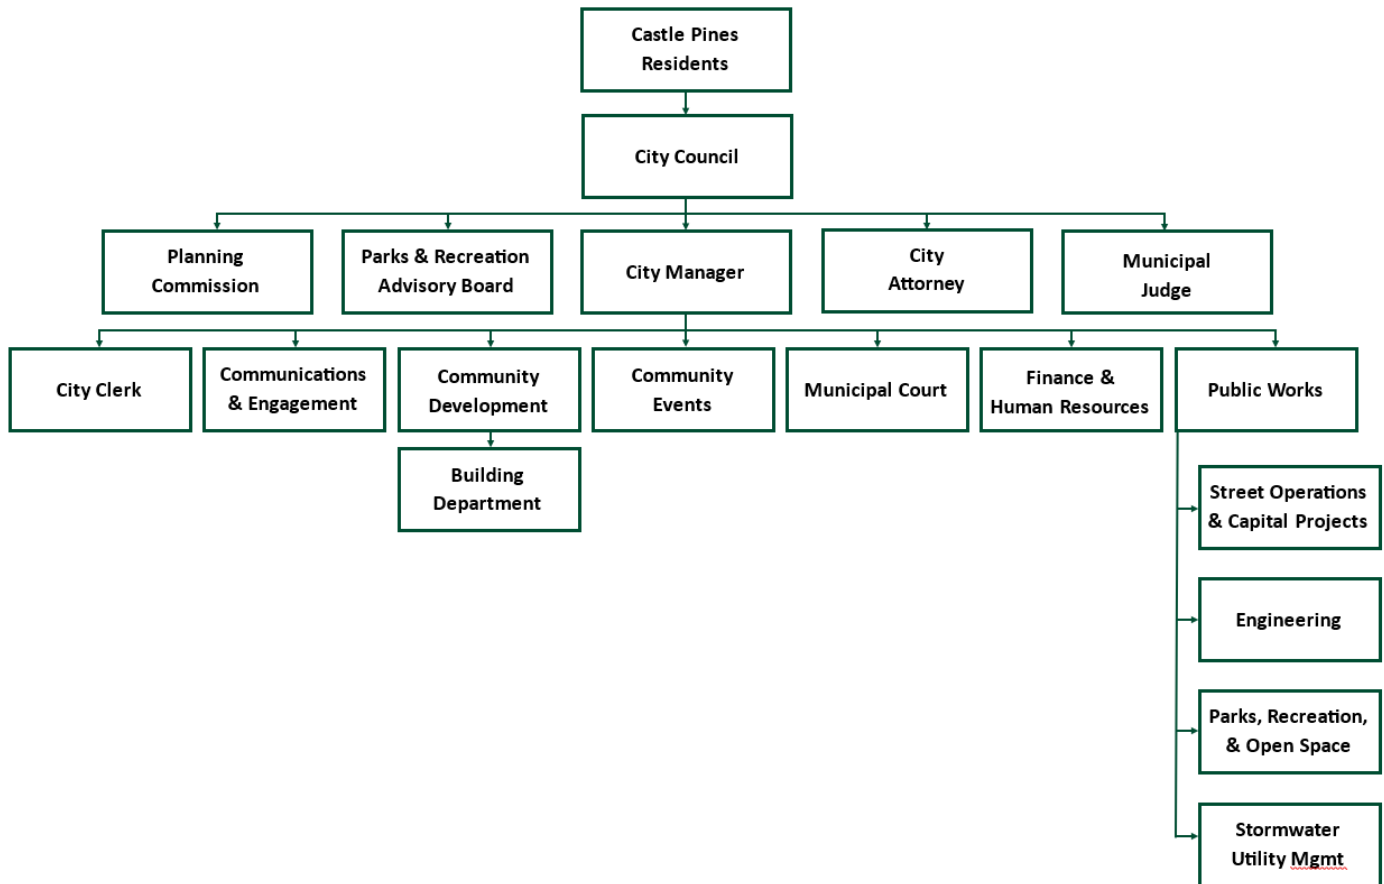 Castle Pines
Residents
City Council
Planning
Commission
Parks & Recreation
Advisory Board
City Manager
City
Attorney
Municipal
Judge
City Clerk
Communications
& Engagement
Community
Development
Community
Events
Municipal Court
Finance &
Human Resources
Public Works
Building
Department
Street Operations
& Capital Projects
Engineering
Parks, Recreation,
& Open Space
Stormwater
Utility Mgmt